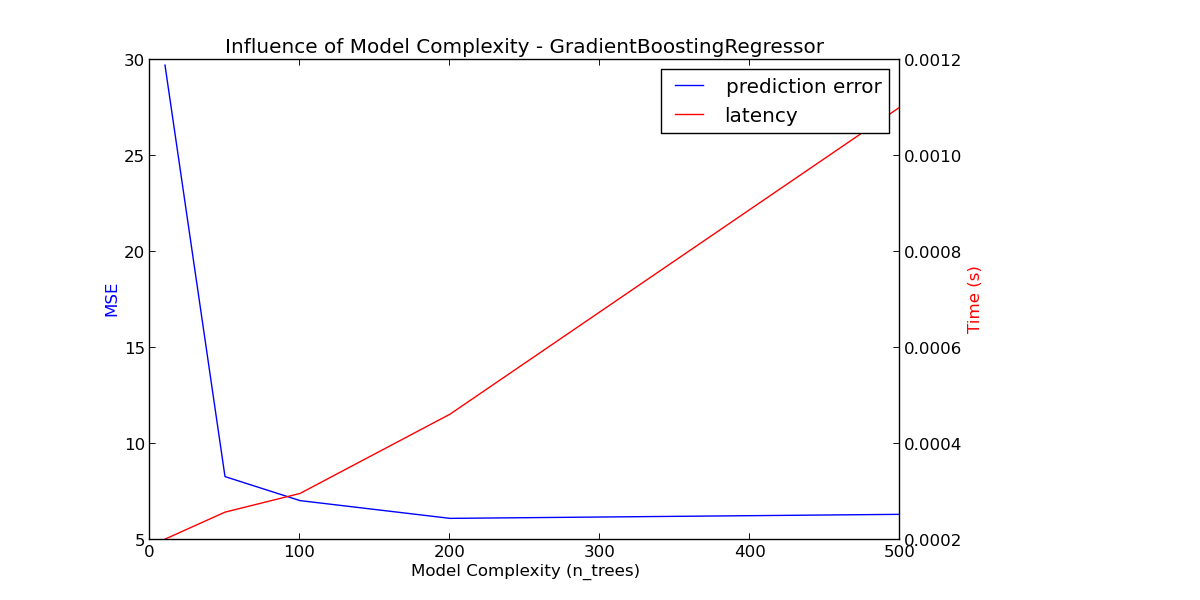 Influence of Model Complexity - GradientBoostingRegressor
30
25
20
15
10
5
MSE
prediction error
latency
0.0012
0.0010
0.0008
0.0006
0.0004
0.0002
Time (s)
0 100 200 300 400 500
Model Complexity (n_trees)